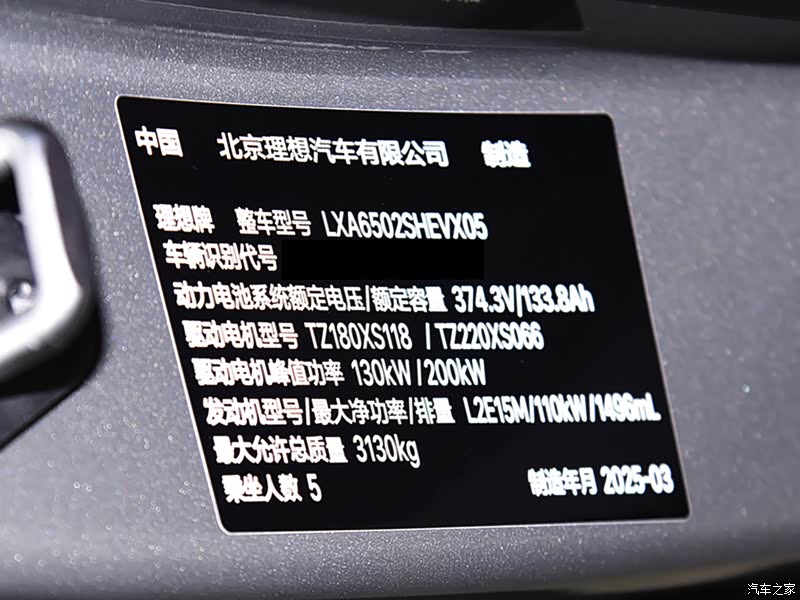 中国 北京理想汽车有限公司 制造
理想牌 整车型号 LXA6502SHEVX05
车辆识别代号
动力电池系统额定电压/额定容量 374.3V/133.8Ah
驱动电机型号 TZ180XS118 /TZ220XS066
驱动电机峰值功率 130kW/200kW
发动机型号/最大净功率/排量 L2E15M/110kW/1496mL
最大允许总质量 3130kg
乘坐人数 5 制造年月 2025-03
汽车之家